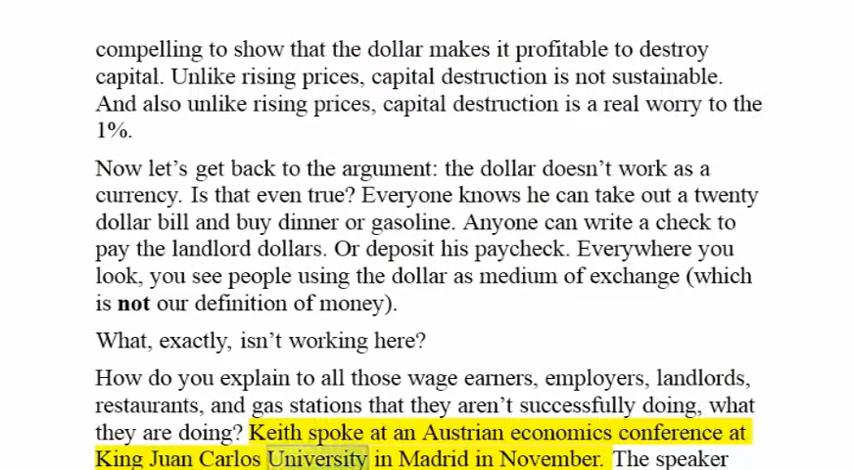 compelling to show that the dollar makes it profitable to destroy
capital. Unlike rising prices, capital destruction is not sustainable.
And also unlike rising prices, capital destruction is a real worry to the
1%.
Now let’s get back to the argument: the dollar doesn’t work as a
currency. Is that even true? Everyone knows he can take out a twenty
dollar bill and buy dinner or gasoline. Anyone can write a check to
pay the landlord dollars. Or deposit his paycheck. Everywhere you
look, you see people using the dollar as medium of exchange (which
is not our definition of money).
What, exactly, isn’t working here?
How do you explain to all those wage earners, employers, landlords,
restaurants, and gas stations that they aren’t successfully doing, what
they are doing? Keith spoke at an Austrian economics conference at
King Juan Carlos University in Madrid in November. The speaker